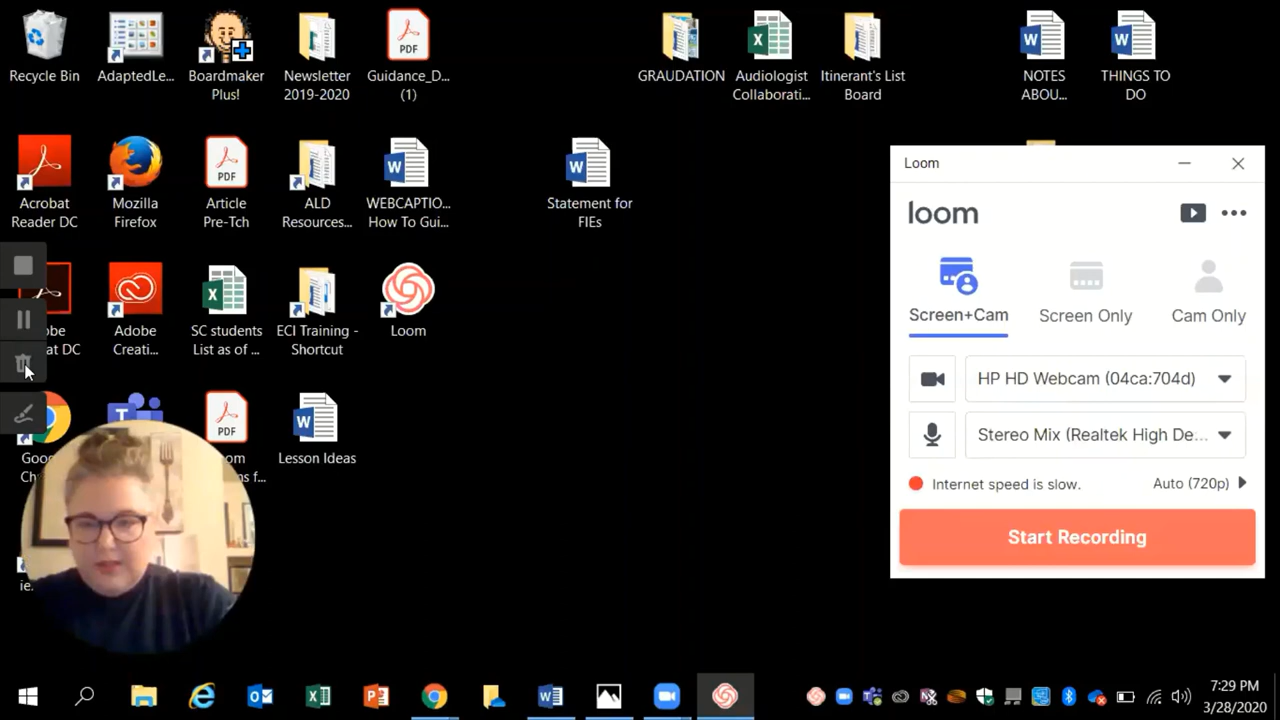 Recycle Bin
AdaptedLe...
Boardmaker
Plus!
Newsletter
2019-2020
PDF
Guidance_D...
(1)
GRAUDATION
Audiologist
Collaborati...
Itinerant's List
Board
NOTES
ABOU...
THINGS TO
DO
Acrobat
Reader DC
Mozilla
Firefox
PDF
Article
Pre-Tch
ALD
Resources...
WEBCAPTIO...
How To Gui...
Statement for
FIEs
Adobe
Creati...
SC students
List as of ...
ECI Training -
Shortcut
Loom
PDF
Lesson Ideas
Loom
loom
Screen+Cam
Screen Only
Cam Only
HP HD Webcam (04ca:704d)
Stereo Mix (Realtek High De...
Internet speed is slow.
Auto (720p)
Start Recording
7:29 PM
3/28/2020